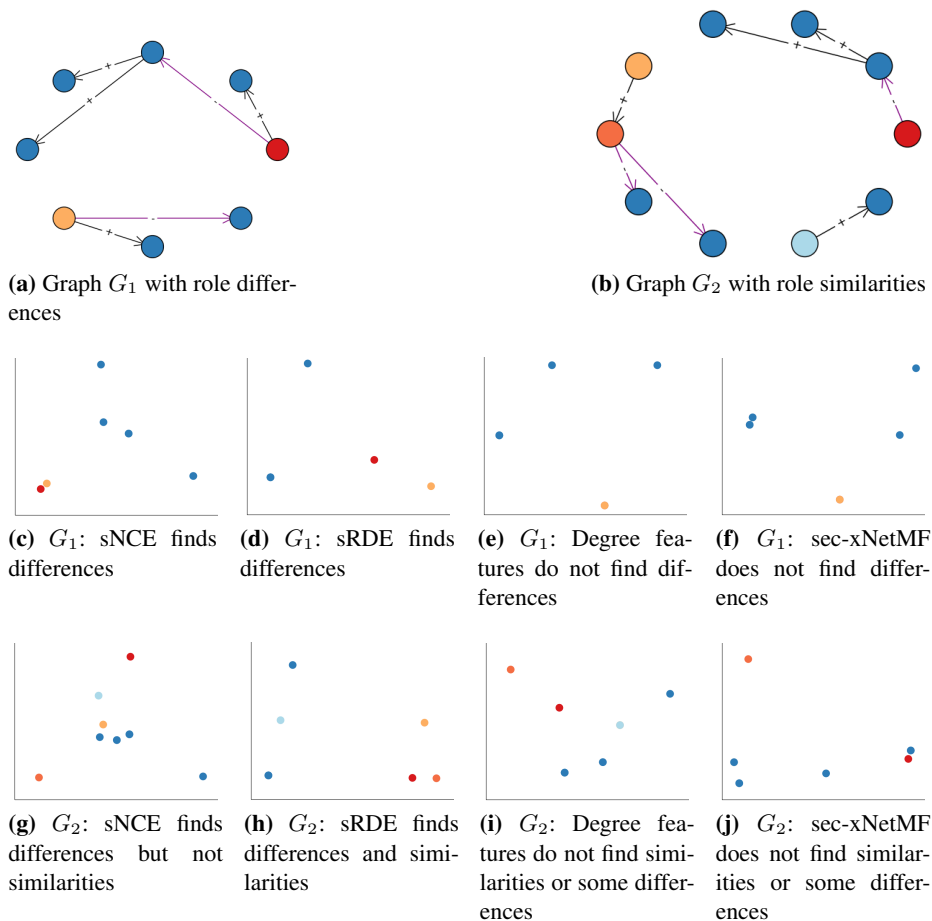 (a) Graph G1 with role differ-
ences
(b) Graph G2 with role similarities
(c) G1: sNCE finds
differences
(d) G1: sRDE finds
differences
(e) G1: Degree fea-
tures do not find dif-
ferences
(f) G1: sec-xNetMF
does not find differ-
ences
(g) G2: sNCE finds
differences but not
similarities
(h) G2: sRDE finds
differences and simi-
larities
(i) G2: Degree fea-
tures do not find simi-
larities or some differ-
ences
(j) G2: sec-xNetMF
does not find similar-
ities or some differ-
ences